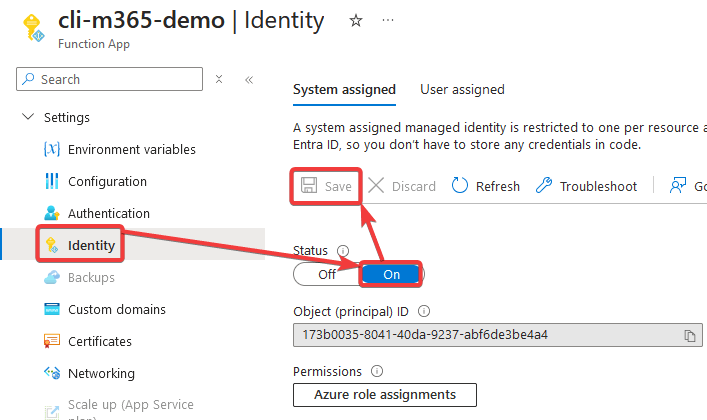 cli-m365-demo | Identity
Function App
Search
Settings
Environment variables
Configuration
Authentication
Identity
Backups
Custom domains
Certificates
Networking
Scale up (App Service
plan)
System assigned
User assigned
A system assigned managed identity is restricted to one per resource a
Entra ID, so you don't have to store any credentials in code.
Save Discard Refresh Troubleshoot Go
Status
Off On
Object (principal) ID
173b0035-8041-40da-9237-abf6de3be4a4
Permissions
Azure role assignments